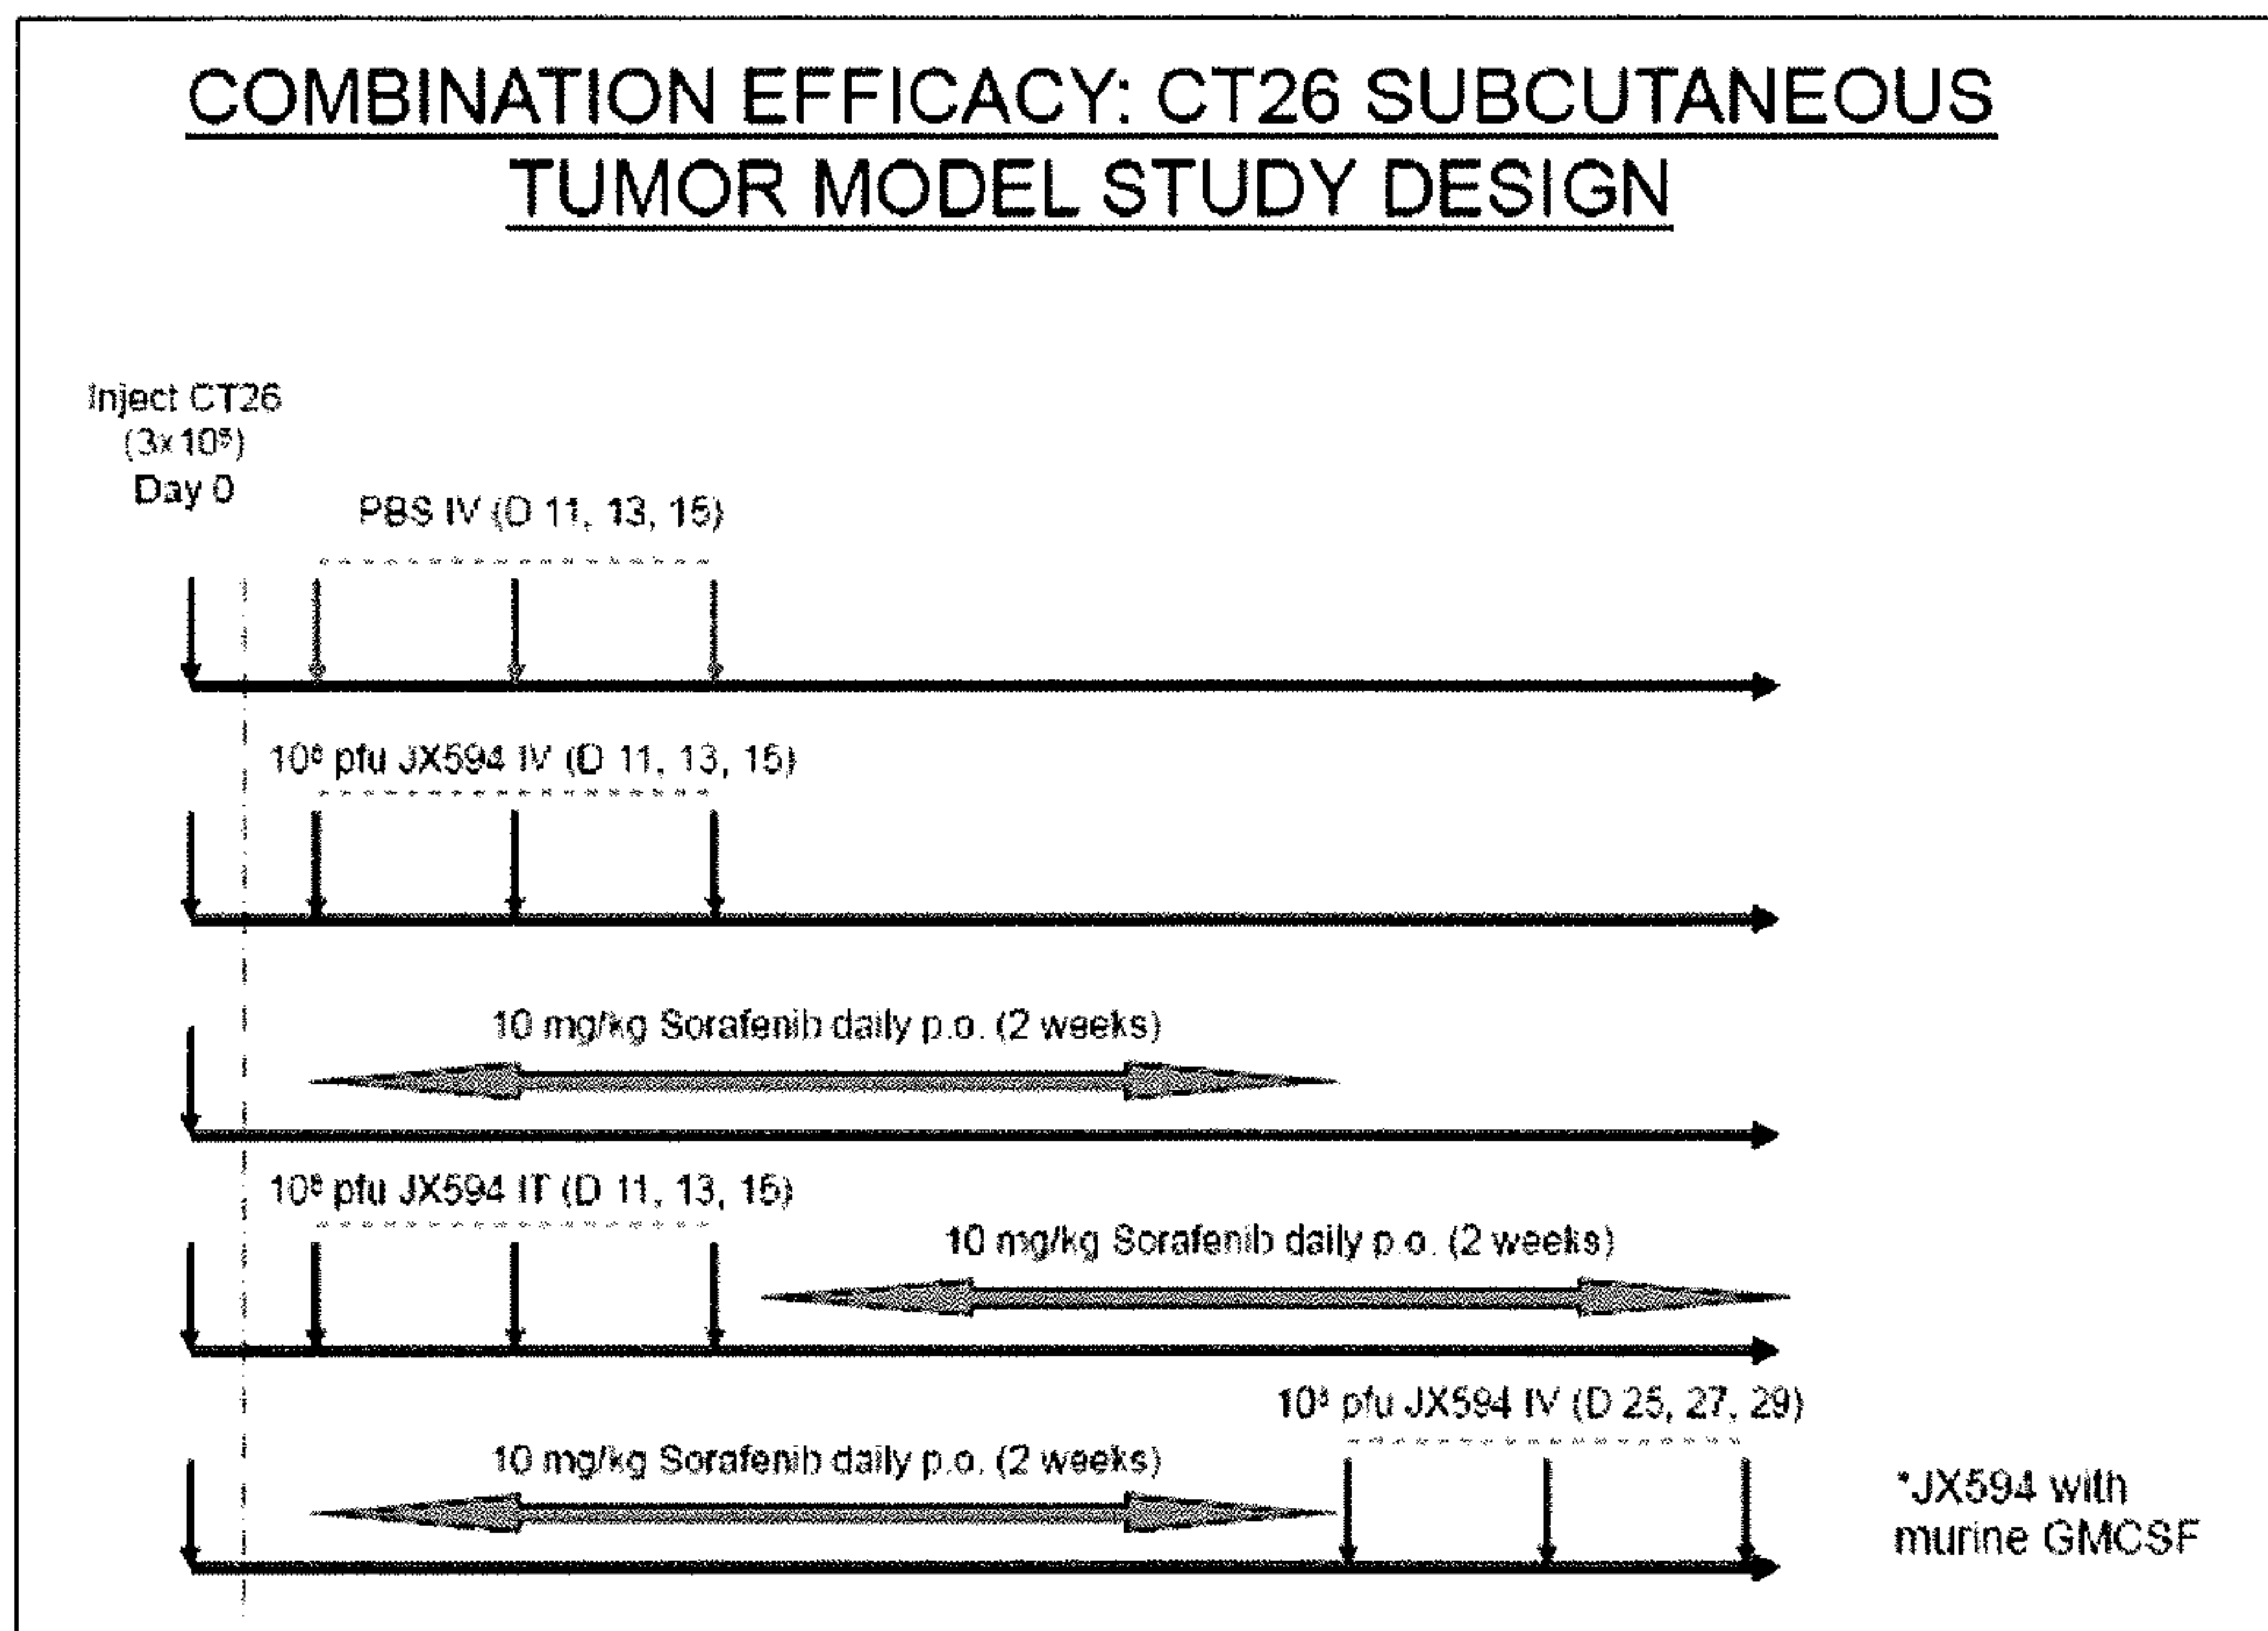 COMBINATION EFFICACY: CT26 SUBCUTANEOUS
TUMOR MODEL STUDY DESIGN
Inject CT26
(3x10⁵)
Day 0
PBS IV (D 11, 13, 15)
10⁸ pfu JX594 IV (D 11, 13, 15)
10 mg/kg Sorafenib daily p.o. (2 weeks)
10⁸ pfu JX594 IT (D 11, 13, 15)
10 mg/kg Sorafenib daily p.o. (2 weeks)
10⁸ pfu JX594 IV (D 25, 27, 29)
10 mg/kg Sorafenib daily p.o. (2 weeks)
*JX594 with
murine GMCSF